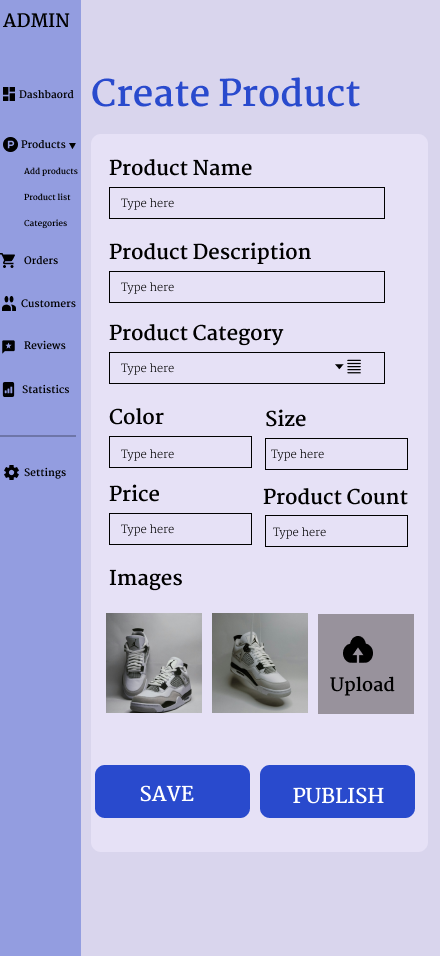 ADMIN
Dashbaord
Products
Add products
Product list
Categories
Orders
Customers
Reviews
Statistics
Settings
Create Product
Product Name
Type here
Product Description
Type here
Product Category
Type here
Color
Size
Type here
Type here
Price
Product Count
Type here
Type here
Images
Upload
SAVE
PUBLISH